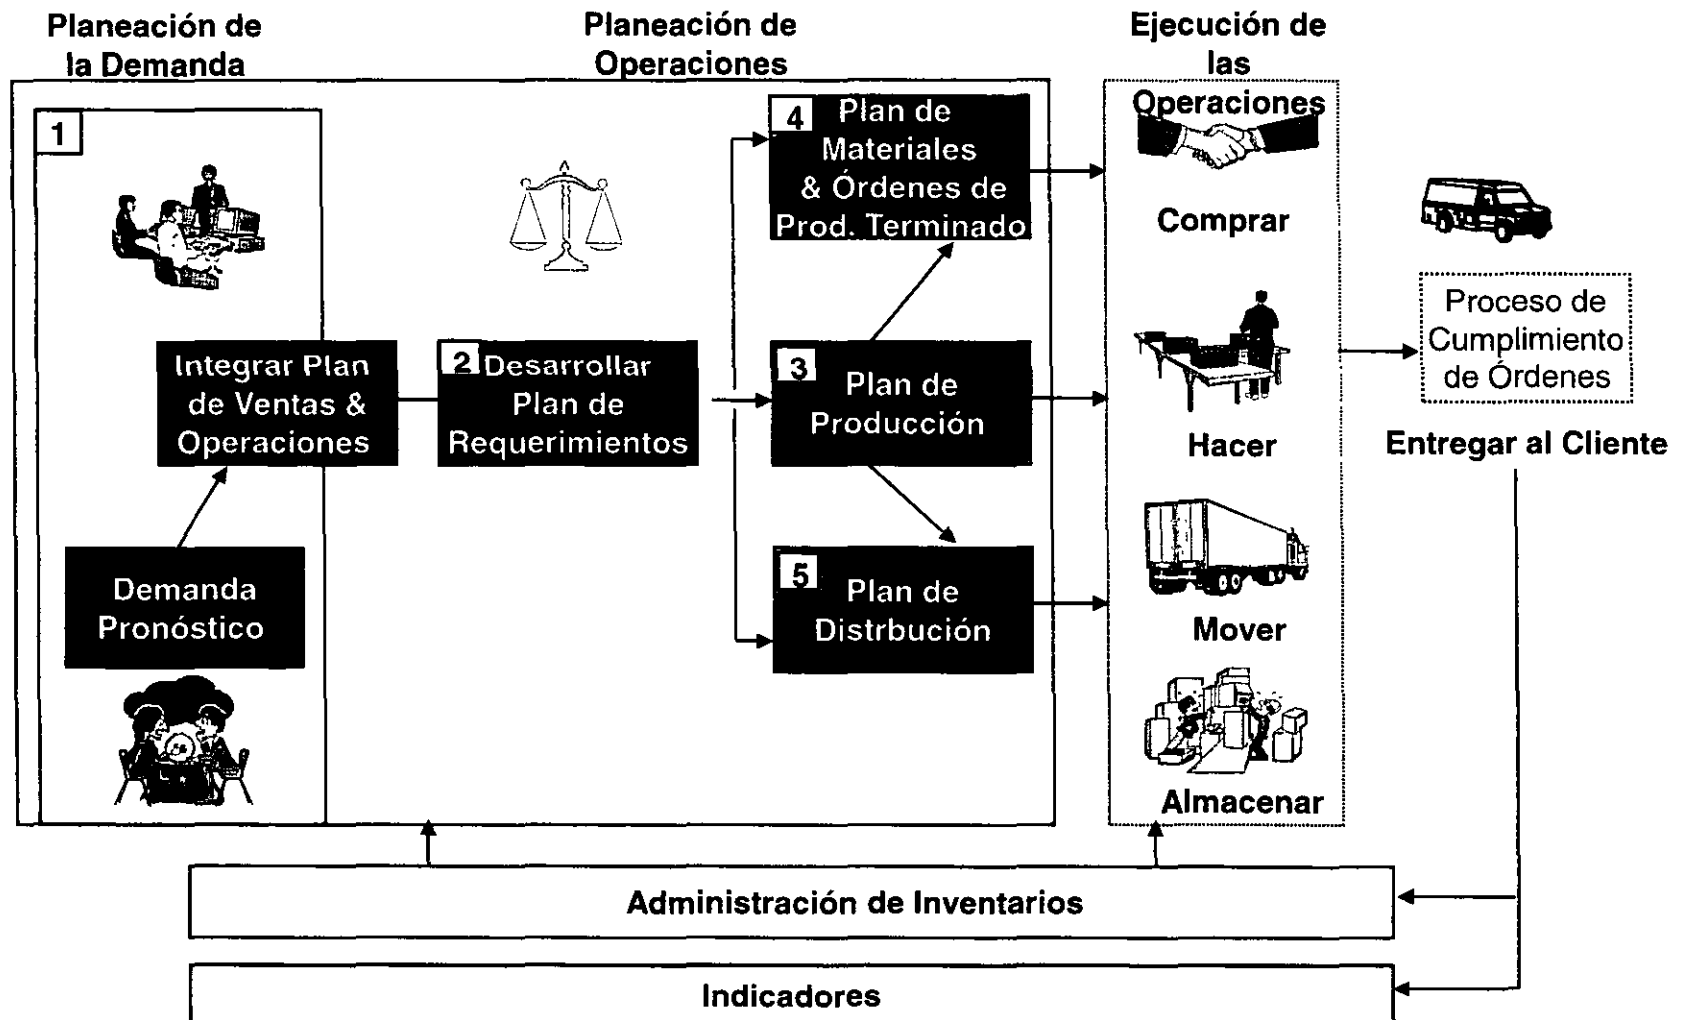 Planeación de
la Demanda
Planeación de
Operaciones
Ejecución de
las
Operaciones
1
Integrar Plan
de Ventas &
Operaciones
Demanda
Pronóstico
2 Desarrollar
Plan de
Requerimientos
4 Plan de
Materiales
& Órdenes de
Prod. Terminado
3 Plan de
Producción
5 Plan de
Distrbución
Comprar
Hacer
Mover
Almacenar
Proceso de
Cumplimiento
de Órdenes
Entregar al Cliente
Administración de Inventarios
Indicadores